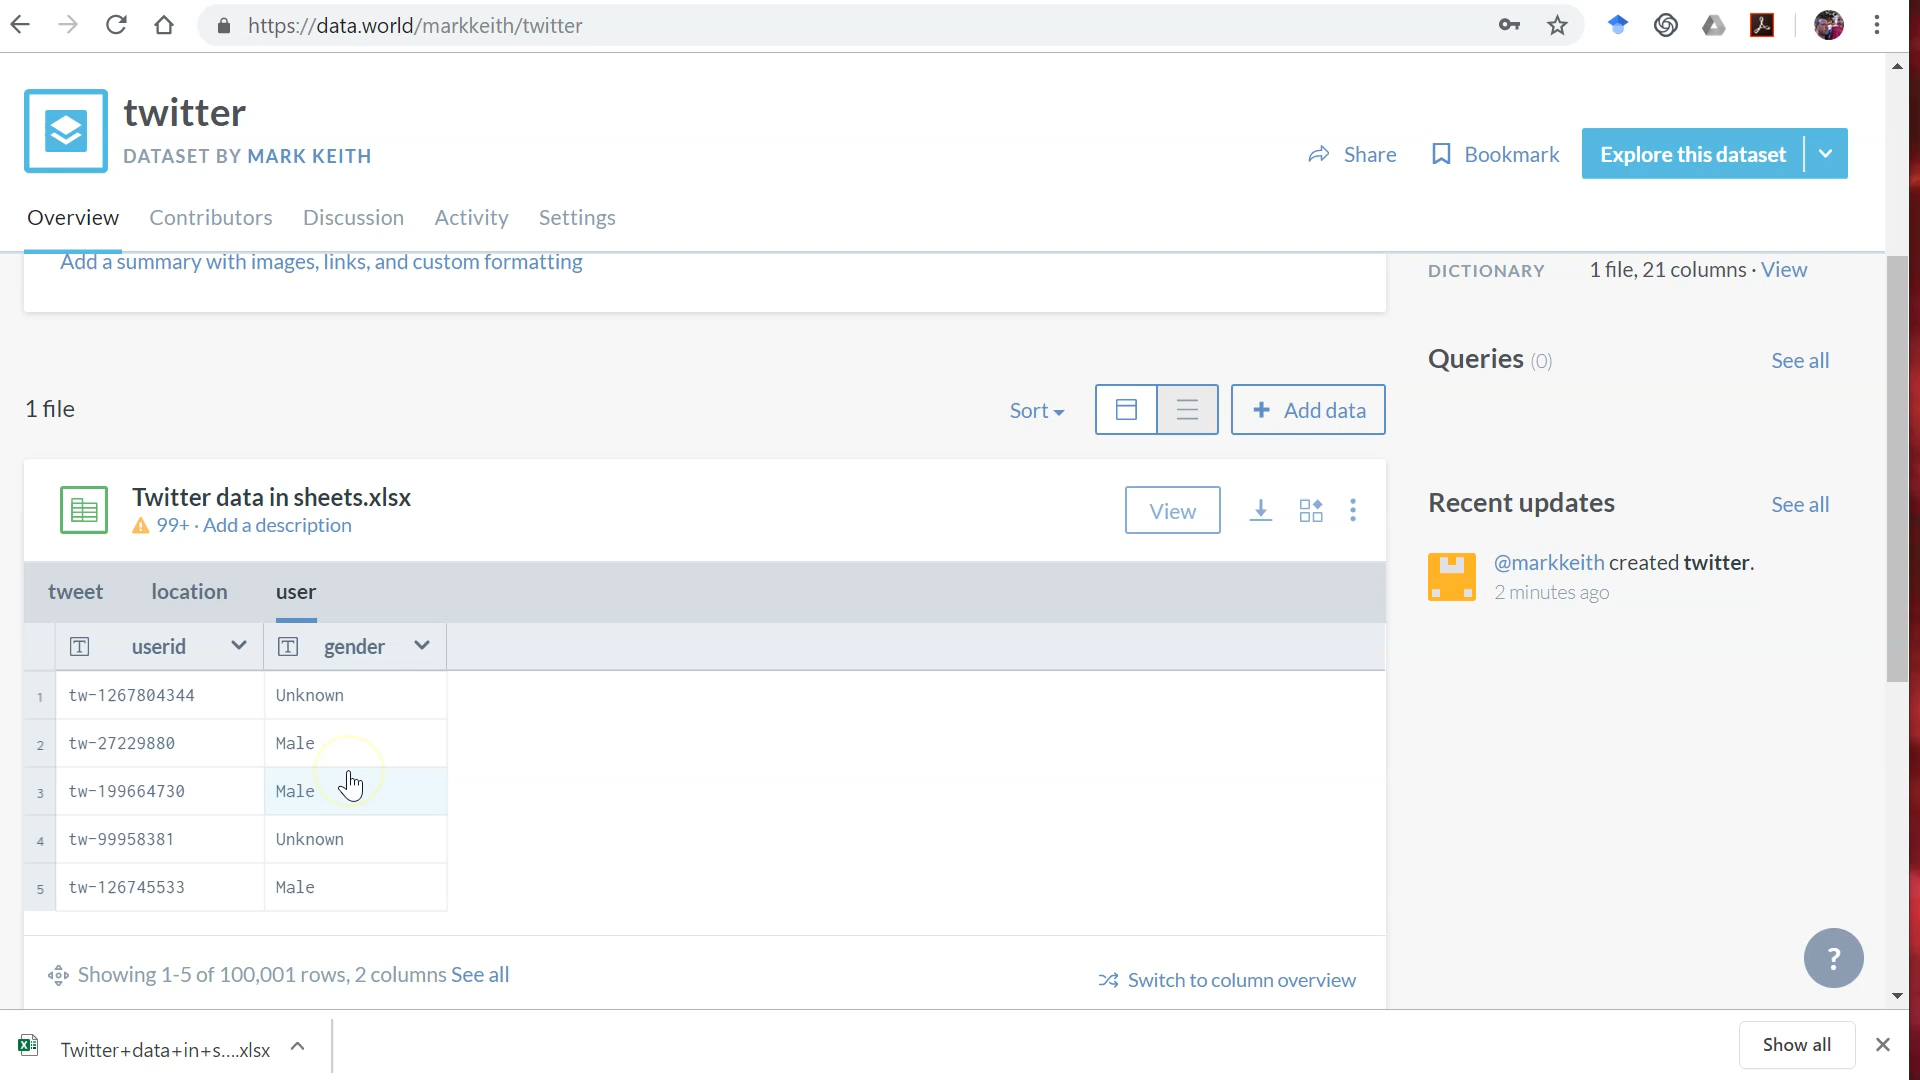 https://data.world/markkeith/twitter
twitter
DATASET BY MARK KEITH
Share
Bookmark
Explore this dataset
Overview
Contributors
Discussion
Activity
Settings
Add a summary with images, links, and custom formatting
DICTIONARY
1 file, 21 columns · View
Queries (0)
See all
1 file
Sort
+ Add data
Twitter data in sheets.xlsx
99+ · Add a description
View
Recent updates
See all
@markkeith created twitter.
2 minutes ago
tweet
location
user
T userid
T gender
1 tw-1267804344 Unknown
2 tw-27229880 Male
3 tw-199664730 Male
4 tw-99958381 Unknown
5 tw-126745533 Male
Showing 1-5 of 100,001 rows, 2 columns See all
Switch to column overview
?
Twitter+data+in+s....xlsx
Show all